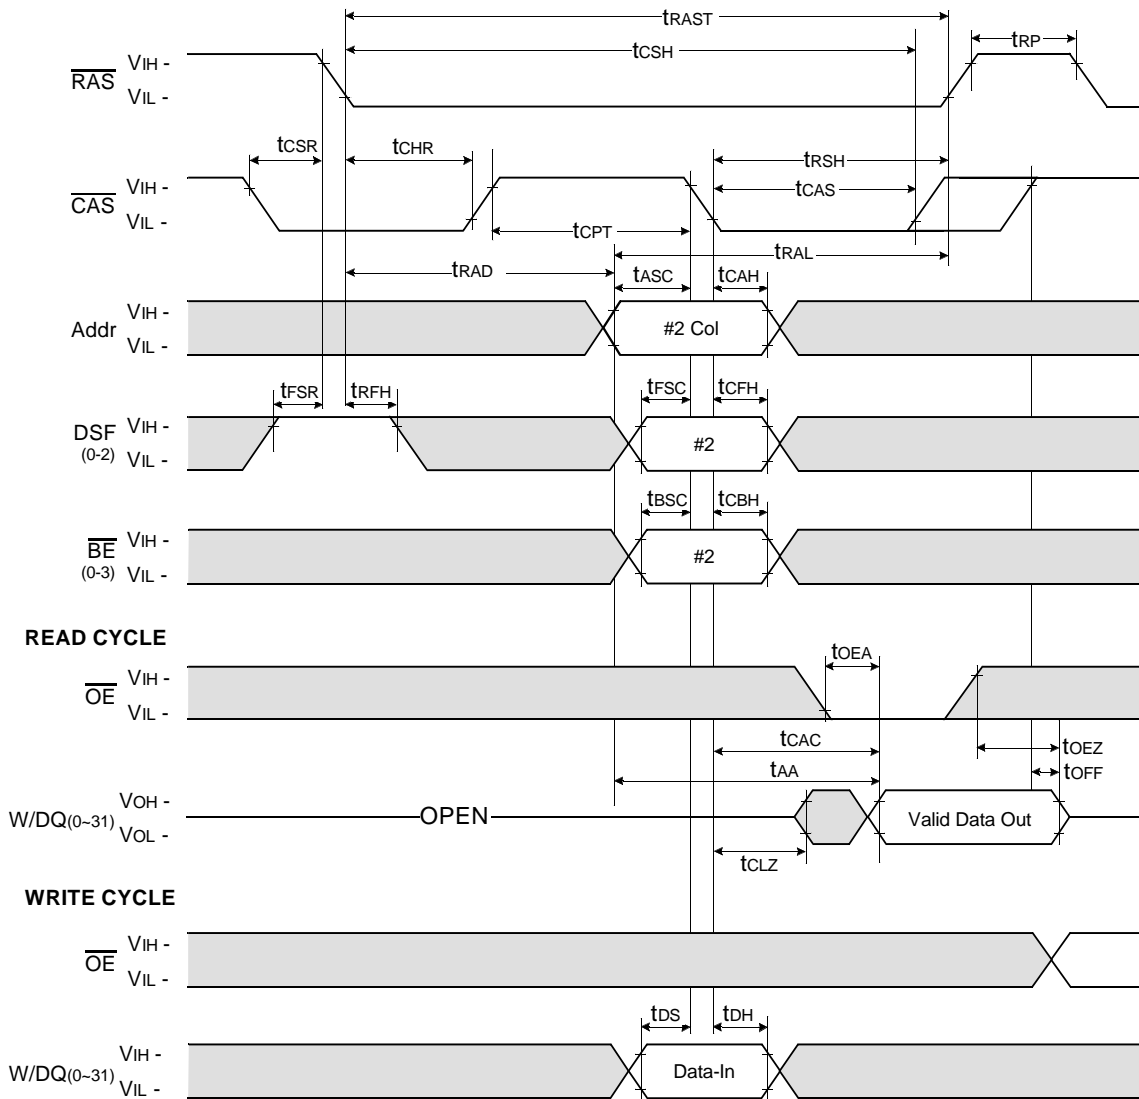 tRAST
tCSH
tRP
RAS
VIH -
VIL -
tCSR
tCHR
tRSH
tCAS
CAS
VIH -
VIL -
tCPT
tRAL
tRAD
tASC
tCAH
Addr
VIH -
VIL -
#2 Col
tFSR
tRFH
tFSC
tCFH
DSF
(0-2)
VIH -
VIL -
#2
tBSC
tCBH
BE
(0-3)
VIH -
VIL -
#2
READ CYCLE
tOEA
OE
VIH -
VIL -
tCAC
tOEZ
tAA
tOFF
W/DQ(0~31)
VOH -
VOL -
OPEN
Valid Data Out
tCLZ
WRITE CYCLE
OE
VIH -
VIL -
tDS
tDH
W/DQ(0~31)
VIH -
VIL -
Data-In